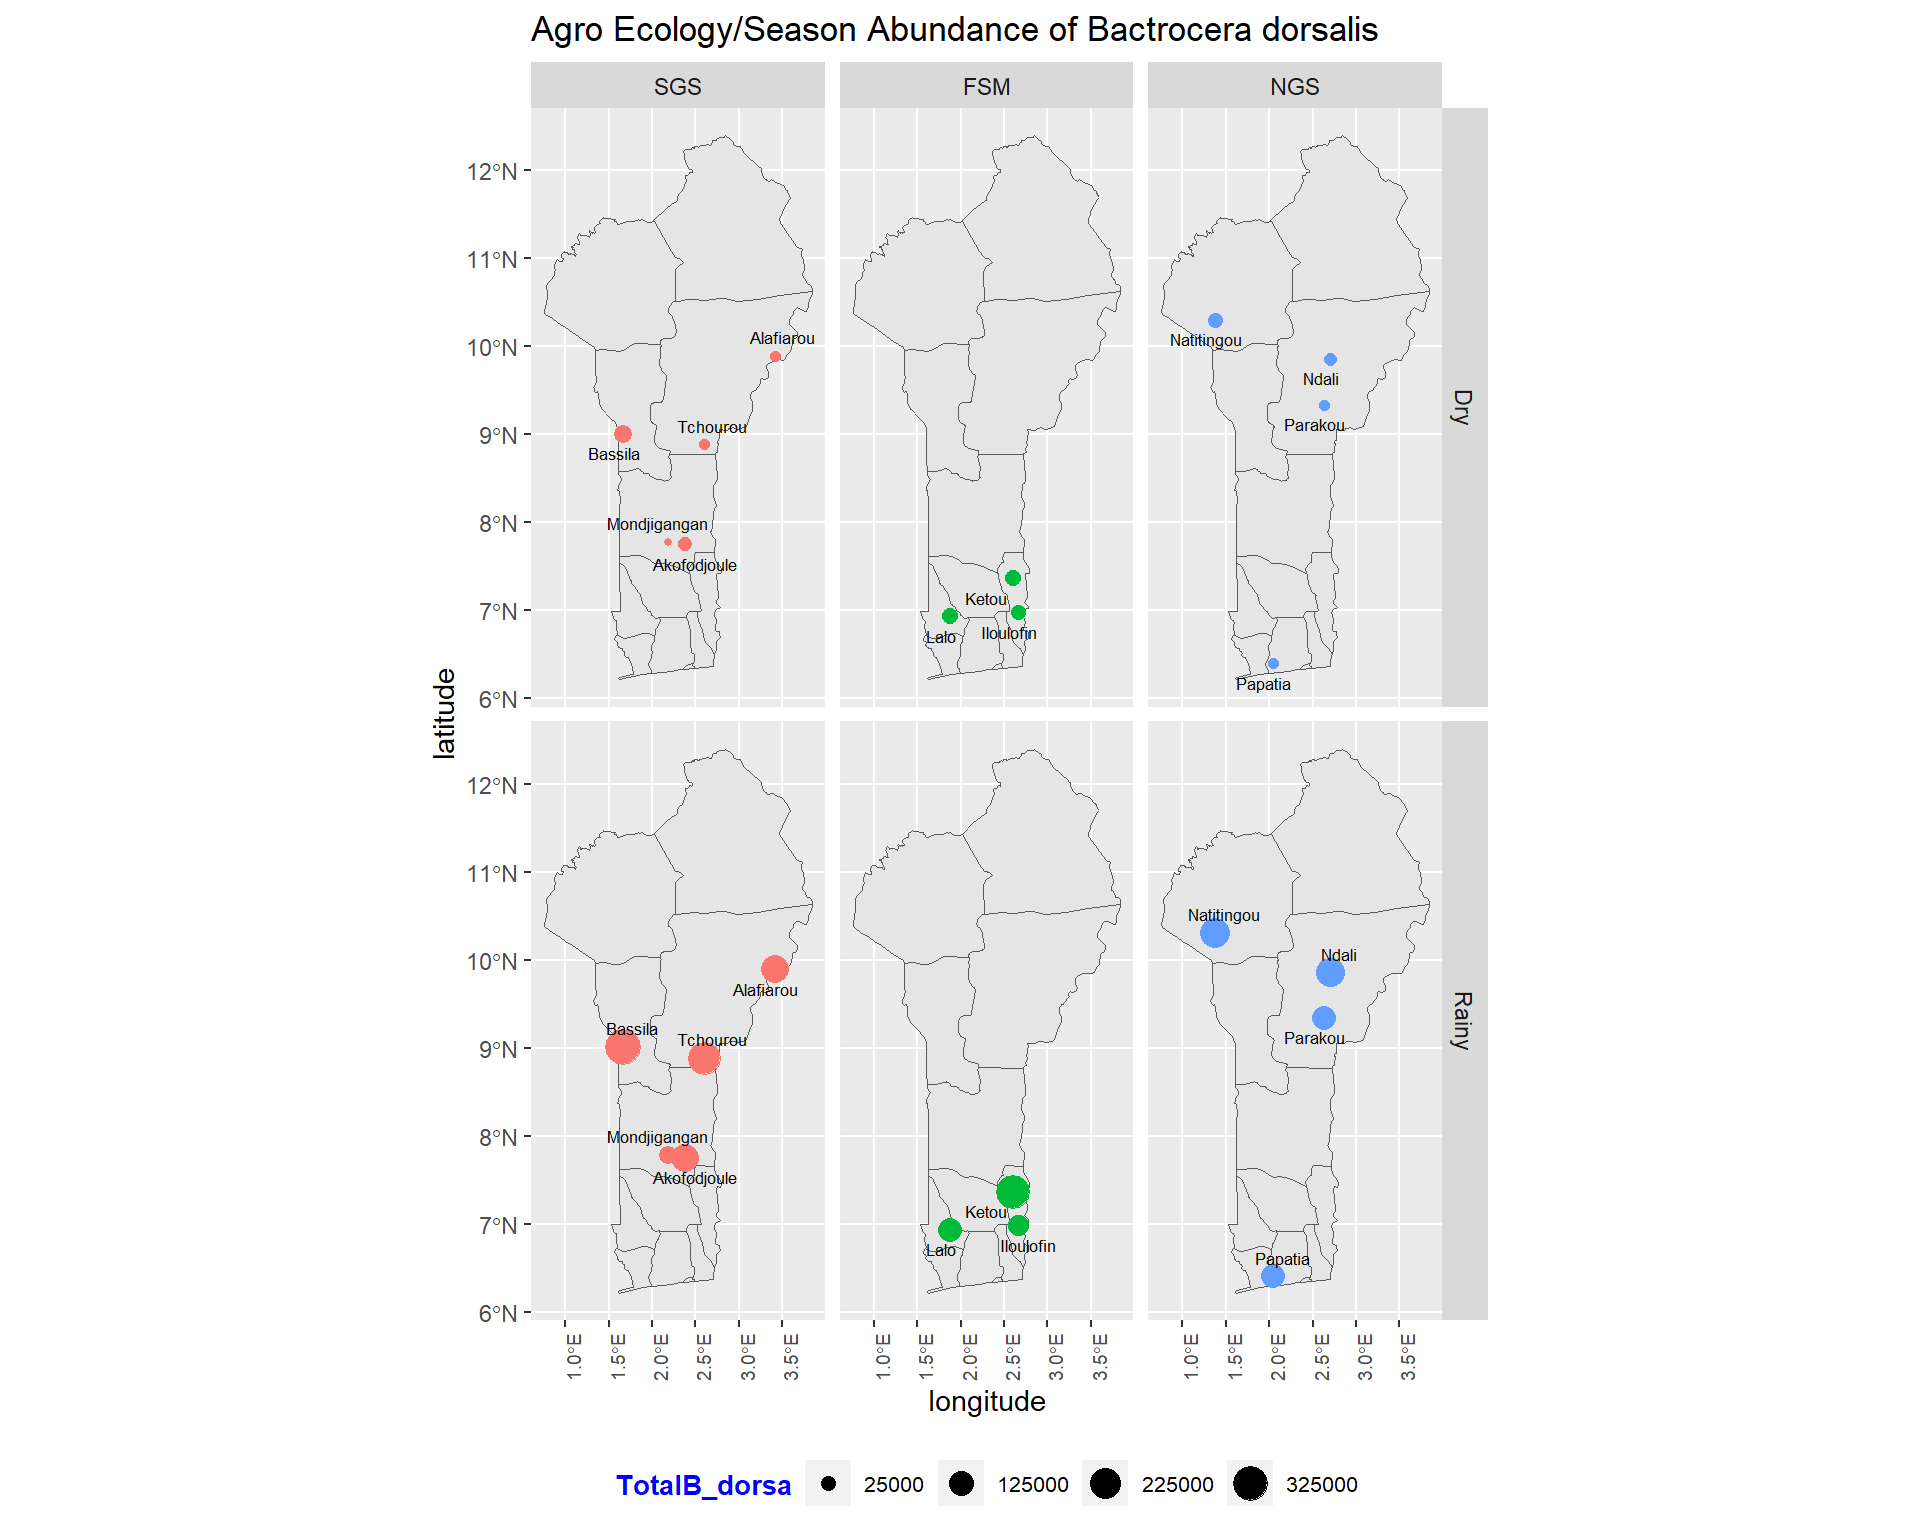 Agro Ecology/Season Abundance of Bactrocera dorsalis
SGS FSM NGS
12°N
11°N
10°N
9°N
8°N
7°N
6°N
Alafiarou
Tchourou
Bassila
Mondjigangan
Akofodjoule
Ketou
Lalo
Iloulofin
Natitingou
Ndali
Parakou
Papatia
Dry
latitude
12°N
11°N
10°N
9°N
8°N
7°N
6°N
Alafiarou
Bassila
Tchourou
Mondjigangan
Akofodjoule
Ketou
Lalo
Iloulofin
Natitingou
Ndali
Parakou
Papatia
Rainy
1.0°E 1.5°E 2.0°E 2.5°E 3.0°E 3.5°E 1.0°E 1.5°E 2.0°E 2.5°E 3.0°E 3.5°E 1.0°E 1.5°E 2.0°E 2.5°E 3.0°E 3.5°E
longitude
TotalB_dorsa 25000 125000 225000 325000